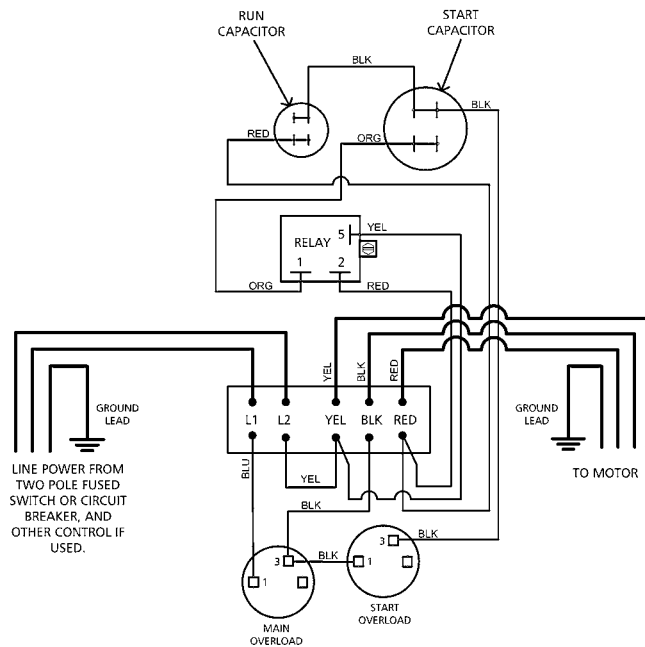 RUN
CAPACITOR
START
CAPACITOR
BLK
BLK
RED
ORG
YEL
5
RELAY
1
2
ORG
RED
YEL
BLK
RED
L1
L2
YEL
BLK
RED
GROUND
LEAD
GROUND
LEAD
LINE POWER FROM
TWO POLE FUSED
SWITCH OR CIRCUIT
BREAKER, AND
OTHER CONTROL IF
USED.
TO MOTOR
BLU
YEL
BLK
BLK
3
3
BLK
1
1
START
OVERLOAD
MAIN
OVERLOAD